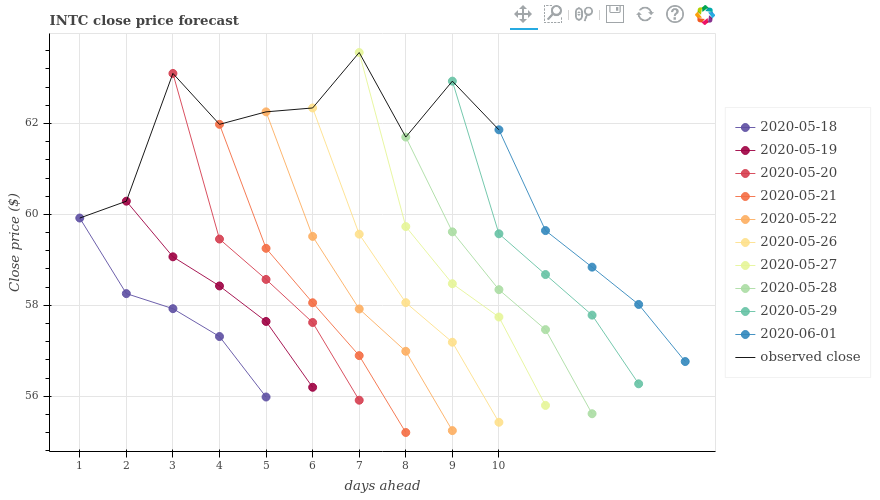 INTC close price forecast
Close price ($)
62
60
58
56
1 2 3 4 5 6 7 8 9 10
days ahead
2020-05-18
2020-05-19
2020-05-20
2020-05-21
2020-05-22
2020-05-26
2020-05-27
2020-05-28
2020-05-29
2020-06-01
observed close